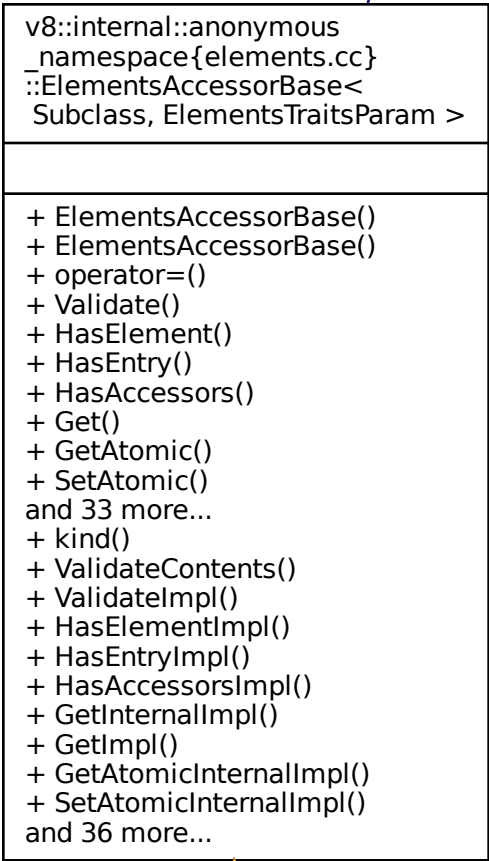 v8::internal::anonymous
_namespace{elements.cc}
::ElementsAccessorBase<
Subclass, ElementsTraitsParam >
+ ElementsAccessorBase()
+ ElementsAccessorBase()
+ operator=()
+ Validate()
+ HasElement()
+ HasEntry()
+ HasAccessors()
+ Get()
+ GetAtomic()
+ SetAtomic()
and 33 more...
+ kind()
+ ValidateContents()
+ ValidateImpl()
+ HasElementImpl()
+ HasEntryImpl()
+ HasAccessorsImpl()
+ GetInternalImpl()
+ GetImpl()
+ GetAtomicInternalImpl()
+ SetAtomicInternalImpl()
and 36 more...